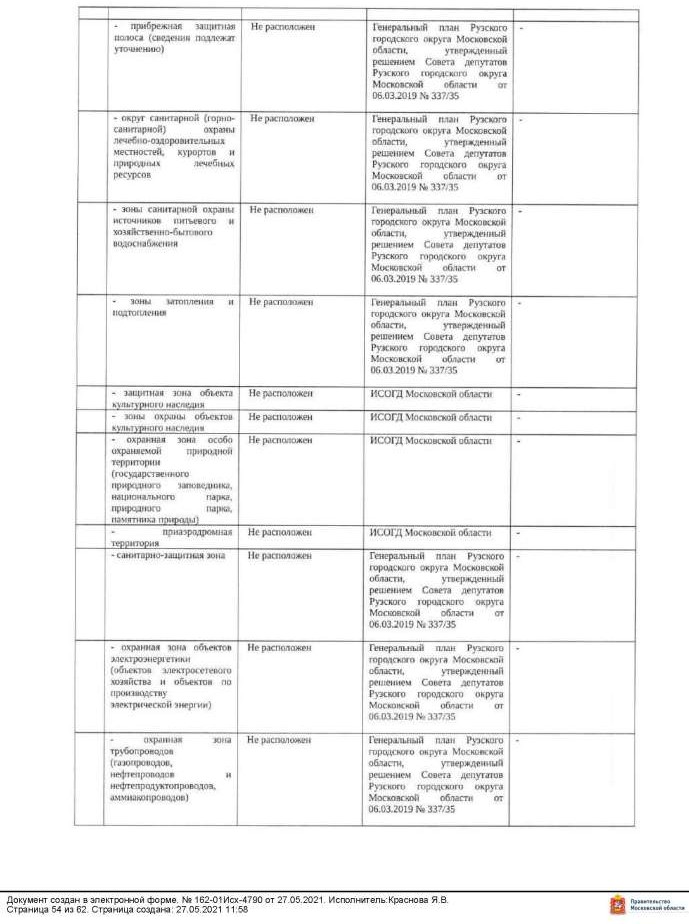 - прибрежная защитная
полоса (сведения подлежат
уточнению)
Не расположен
Генеральный план Рузского
городского округа Московской
области, утвержденный
решением Совета депутатов
Рузского городского округа
Московской области от
06.03.2019 № 337/35
-
- округ санитарной (горно-
санитарной) охраны
лечебно-оздоровительных
местностей, курортов и
природных лечебных
ресурсов
Не расположен
Генеральный план Рузского
городского округа Московской
области, утвержденный
решением Совета депутатов
Рузского городского округа
Московской области от
06.03.2019 № 337/35
-
- зоны санитарной охраны
источников питьевого и
хозяйственно-бытового
водоснабжения
Не расположен
Генеральный план Рузского
городского округа Московской
области, утвержденный
решением Совета депутатов
Рузского городского округа
Московской области от
06.03.2019 № 337/35
-
- зоны затопления и
подтопления
Не расположен
Генеральный план Рузского
городского округа Московской
области, утвержденный
решением Совета депутатов
Рузского городского округа
Московской области от
06.03.2019 № 337/35
-
- защитная зона объекта
культурного наследия
Не расположен
ИСОГД Московской области
-
- зоны охраны объектов
культурного наследия
Не расположен
ИСОГД Московской области
-
- охранная зона особо
охраняемой природной
территории
(государственного
природного заповедника,
национального парка,
природного парка,
памятника природы)
Не расположен
ИСОГД Московской области
-
- приаэродромная
территория
Не расположен
ИСОГД Московской области
-
- санитарно-защитная зона
Не расположен
Генеральный план Рузского
городского округа Московской
области, утвержденный
решением Совета депутатов
Рузского городского округа
Московской области от
06.03.2019 № 337/35
-
- охранная зона объектов
электроэнергетики
(объектов электросетевого
хозяйства и объектов по
производству
электрической энергии)
Не расположен
Генеральный план Рузского
городского округа Московской
области, утвержденный
решением Совета депутатов
Рузского городского округа
Московской области от
06.03.2019 № 337/35
-
- охранная зона
трубопроводов
(газопроводов,
нефтепроводов и
нефтепродуктопроводов,
аммиакопроводов)
Не расположен
Генеральный план Рузского
городского округа Московской
области, утвержденный
решением Совета депутатов
Рузского городского округа
Московской области от
06.03.2019 № 337/35
-
Документ создан в электронной форме. № 162-01Исх-4790 от 27.05.2021. Исполнитель:Краснова Я.В.
Страница 54 из 62. Страница создана: 27.05.2021 11:58
Правительство
Московской области